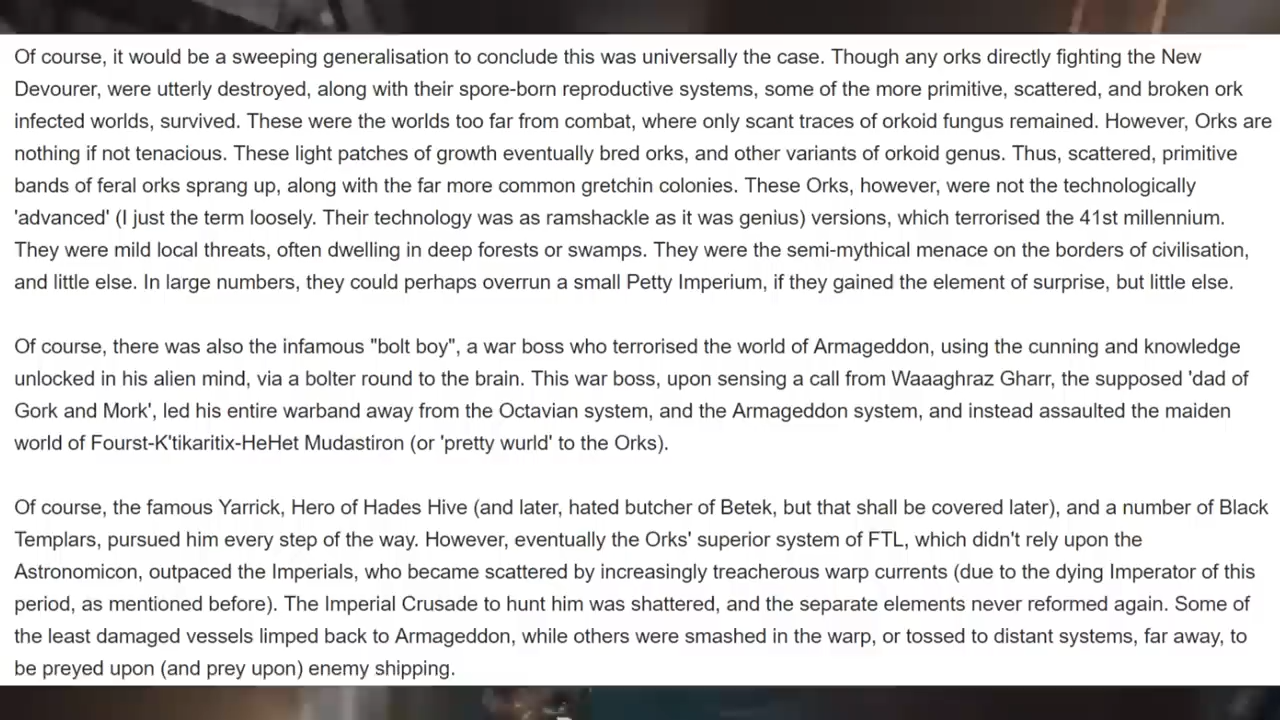 Of course, it would be a sweeping generalisation to conclude this was universally the case. Though any orks directly fighting the New
Devourer, were utterly destroyed, along with their spore-born reproductive systems, some of the more primitive, scattered, and broken ork
infected worlds, survived. These were the worlds too far from combat, where only scant traces of orkoid fungus remained. However, Orks are
nothing if not tenacious. These light patches of growth eventually bred orks, and other variants of orkoid genus. Thus, scattered, primitive
bands of feral orks sprang up, along with the far more common gretchin colonies. These Orks, however, were not the technologically
'advanced' (I just the term loosely. Their technology was as ramshackle as it was genius) versions, which terrorised the 41st millennium.
They were mild local threats, often dwelling in deep forests or swamps. They were the semi-mythical menace on the borders of civilisation,
and little else. In large numbers, they could perhaps overrun a small Petty Imperium, if they gained the element of surprise, but little else.
Of course, there was also the infamous "bolt boy", a war boss who terrorised the world of Armageddon, using the cunning and knowledge
unlocked in his alien mind, via a bolter round to the brain. This war boss, upon sensing a call from Waaaghraz Gharr, the supposed 'dad of
Gork and Mork', led his entire warband away from the Octavian system, and the Armageddon system, and instead assaulted the maiden
world of Fourst-K'tikaritix-HeHet Mudastiron (or 'pretty wurld' to the Orks).
Of course, the famous Yarrick, Hero of Hades Hive (and later, hated butcher of Betek, but that shall be covered later), and a number of Black
Templars, pursued him every step of the way. However, eventually the Orks' superior system of FTL, which didn't rely upon the
Astronomicon, outpaced the Imperials, who became scattered by increasingly treacherous warp currents (due to the dying Imperator of this
period, as mentioned before). The Imperial Crusade to hunt him was shattered, and the separate elements never reformed again. Some of
the least damaged vessels limped back to Armageddon, while others were smashed in the warp, or tossed to distant systems, far away, to
be preyed upon (and prey upon) enemy shipping.